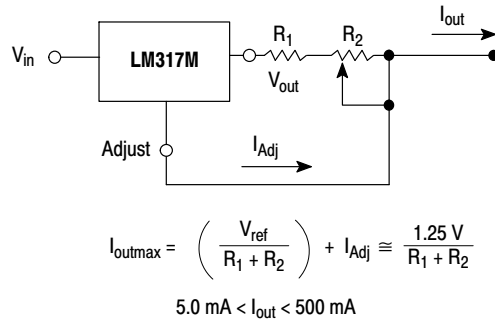 I_out
R_1
R_2
V_in
LM317M
V_out
Adjust
I_Adj
I_outmax = ( V_ref / R_1 + R_2 ) + I_Adj ≅ 1.25 V / R_1 + R_2
5.0 mA < I_out < 500 mA